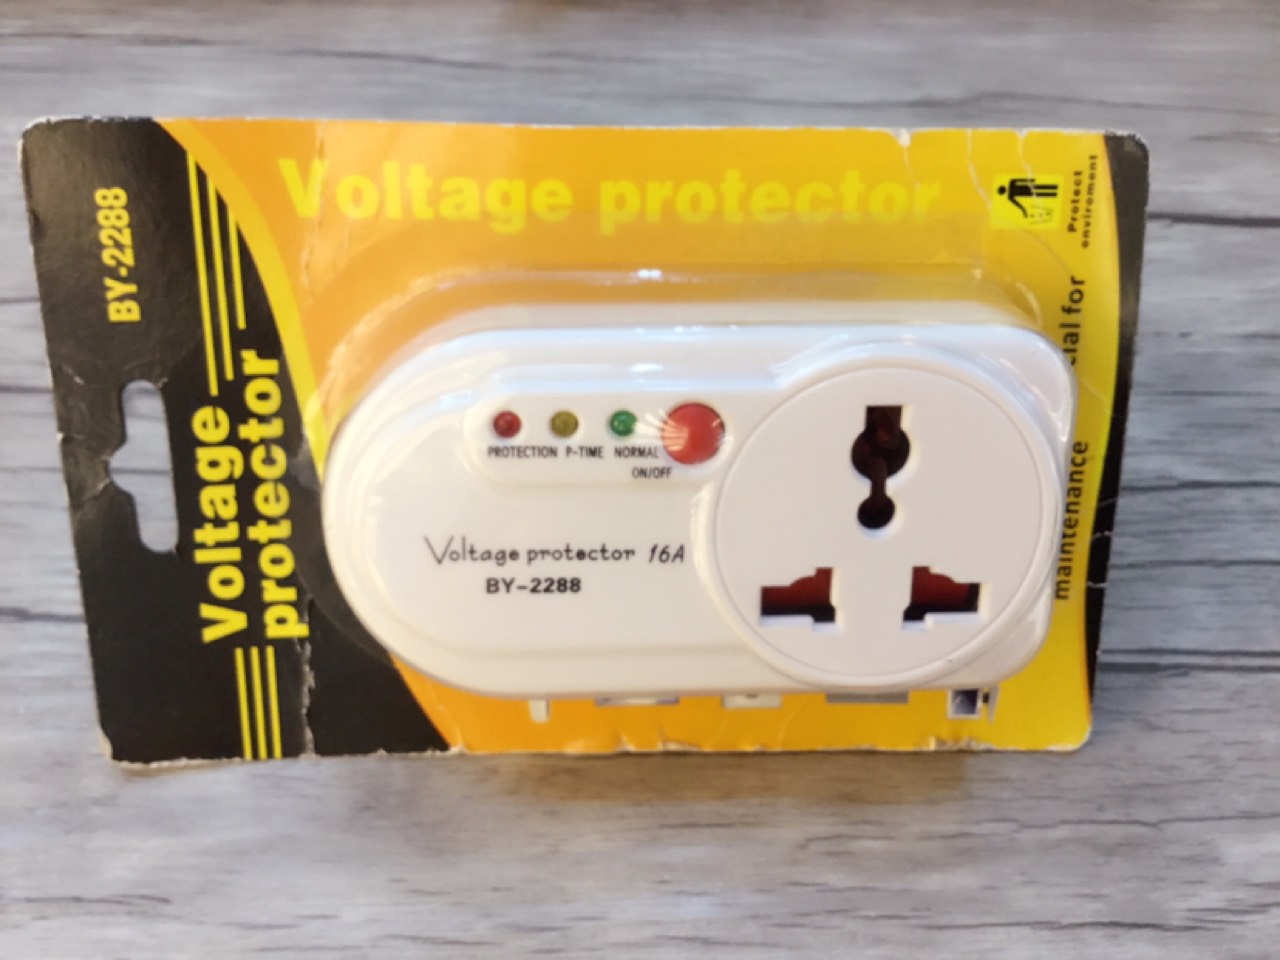 BY-2288
Voltage
protector
Voltage protector
Protect
enviroment
for
maintenance
PROTECTION P-TIME NORMAL
ON/OFF
Voltage protector 16A
BY-2288